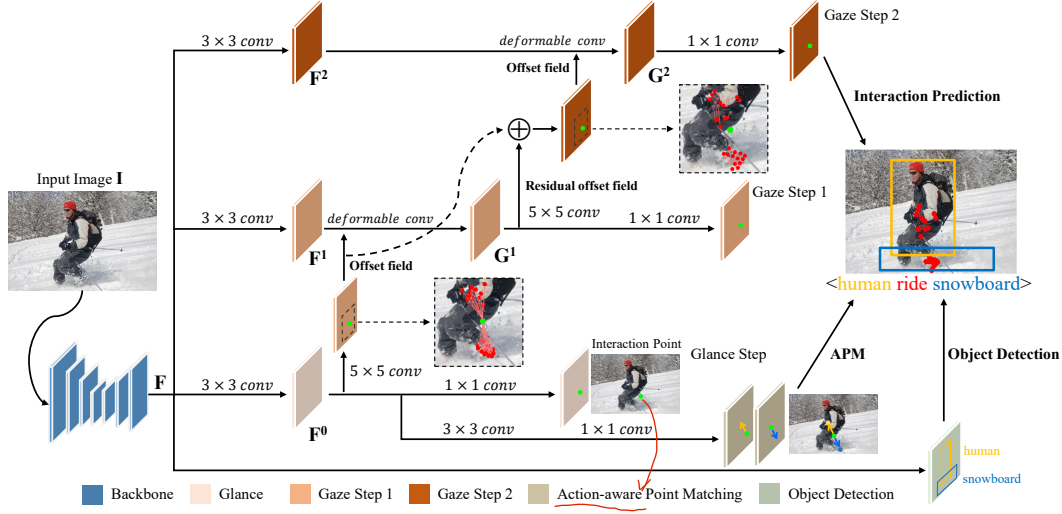 Gaze Step 2
3 × 3 conv
deformable conv
1 × 1 conv
F²
Offset field
G²
Interaction Prediction
Input Image I
Residual offset field
Gaze Step 1
3 × 3 conv
deformable conv
5 × 5 conv
1 × 1 conv
F¹
Offset field
G¹
<human ride snowboard>
Interaction Point
Glance Step
APM
Object Detection
F
3 × 3 conv
5 × 5 conv
1 × 1 conv
F⁰
3 × 3 conv
1 × 1 conv
human
snowboard
Backbone
Glance
Gaze Step 1
Gaze Step 2
Action-aware Point Matching
Object Detection